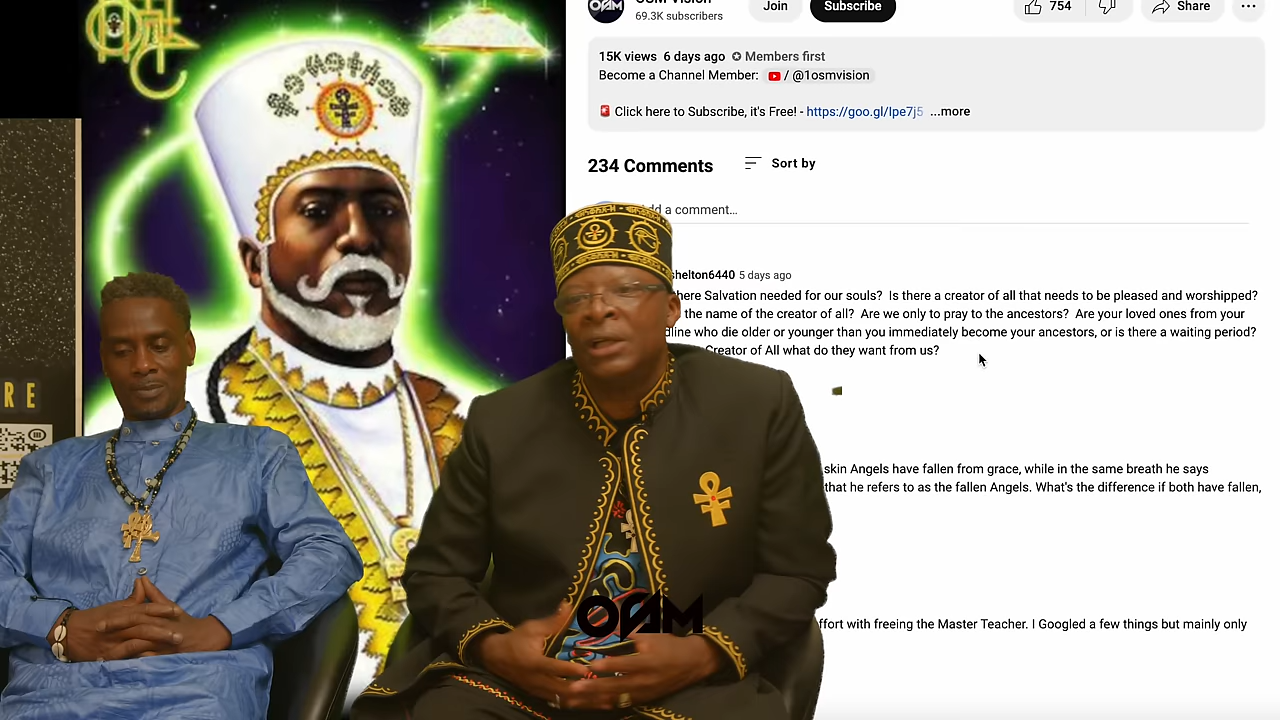 OSM Vision
69.3K subscribers
Join
Subscribe
754
Share
15K views 6 days ago Members first
Become a Channel Member: / @1osmvision
Click here to Subscribe, it's Free! - https://goo.gl/Ipe7j5 ...more
234 Comments
Sort by
dd a comment...
shelton6440 5 days ago
here Salvation needed for our souls? Is there a creator of all that needs to be pleased and worshipped?
the name of the creator of all? Are we only to pray to the ancestors? Are your loved ones from your
dline who die older or younger than you immediately become your ancestors, or is there a waiting period?
Creator of All what do they want from us?
skin Angels have fallen from grace, while in the same breath he says
that he refers to as the fallen Angels. What's the difference if both have fallen,
ffort with freeing the Master Teacher. I Googled a few things but mainly only
RE